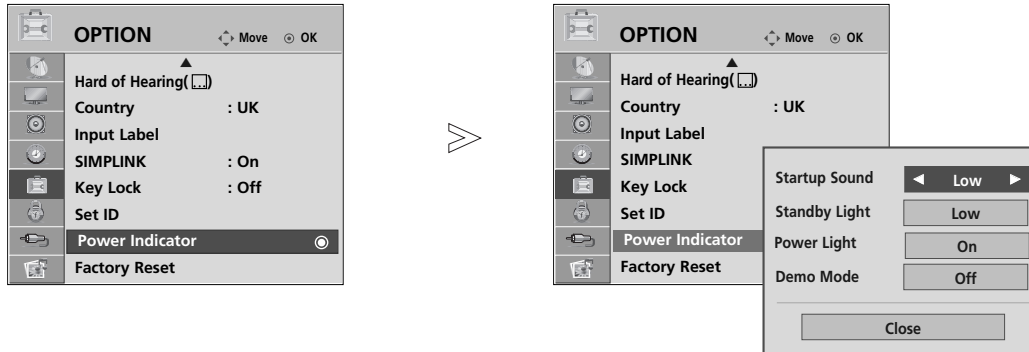 OPTION Move OK
Hard of Hearing( )
Country : UK
Input Label
SIMPLINK : On
Key Lock : Off
Set ID
Power Indicator
Factory Reset
OPTION Move OK
Hard of Hearing( )
Country : UK
Input Label
SIMPLINK
Key Lock
Set ID
Power Indicator
Factory Reset
Startup Sound ◀ Low ▶
Standby Light Low
Power Light On
Demo Mode Off
Close